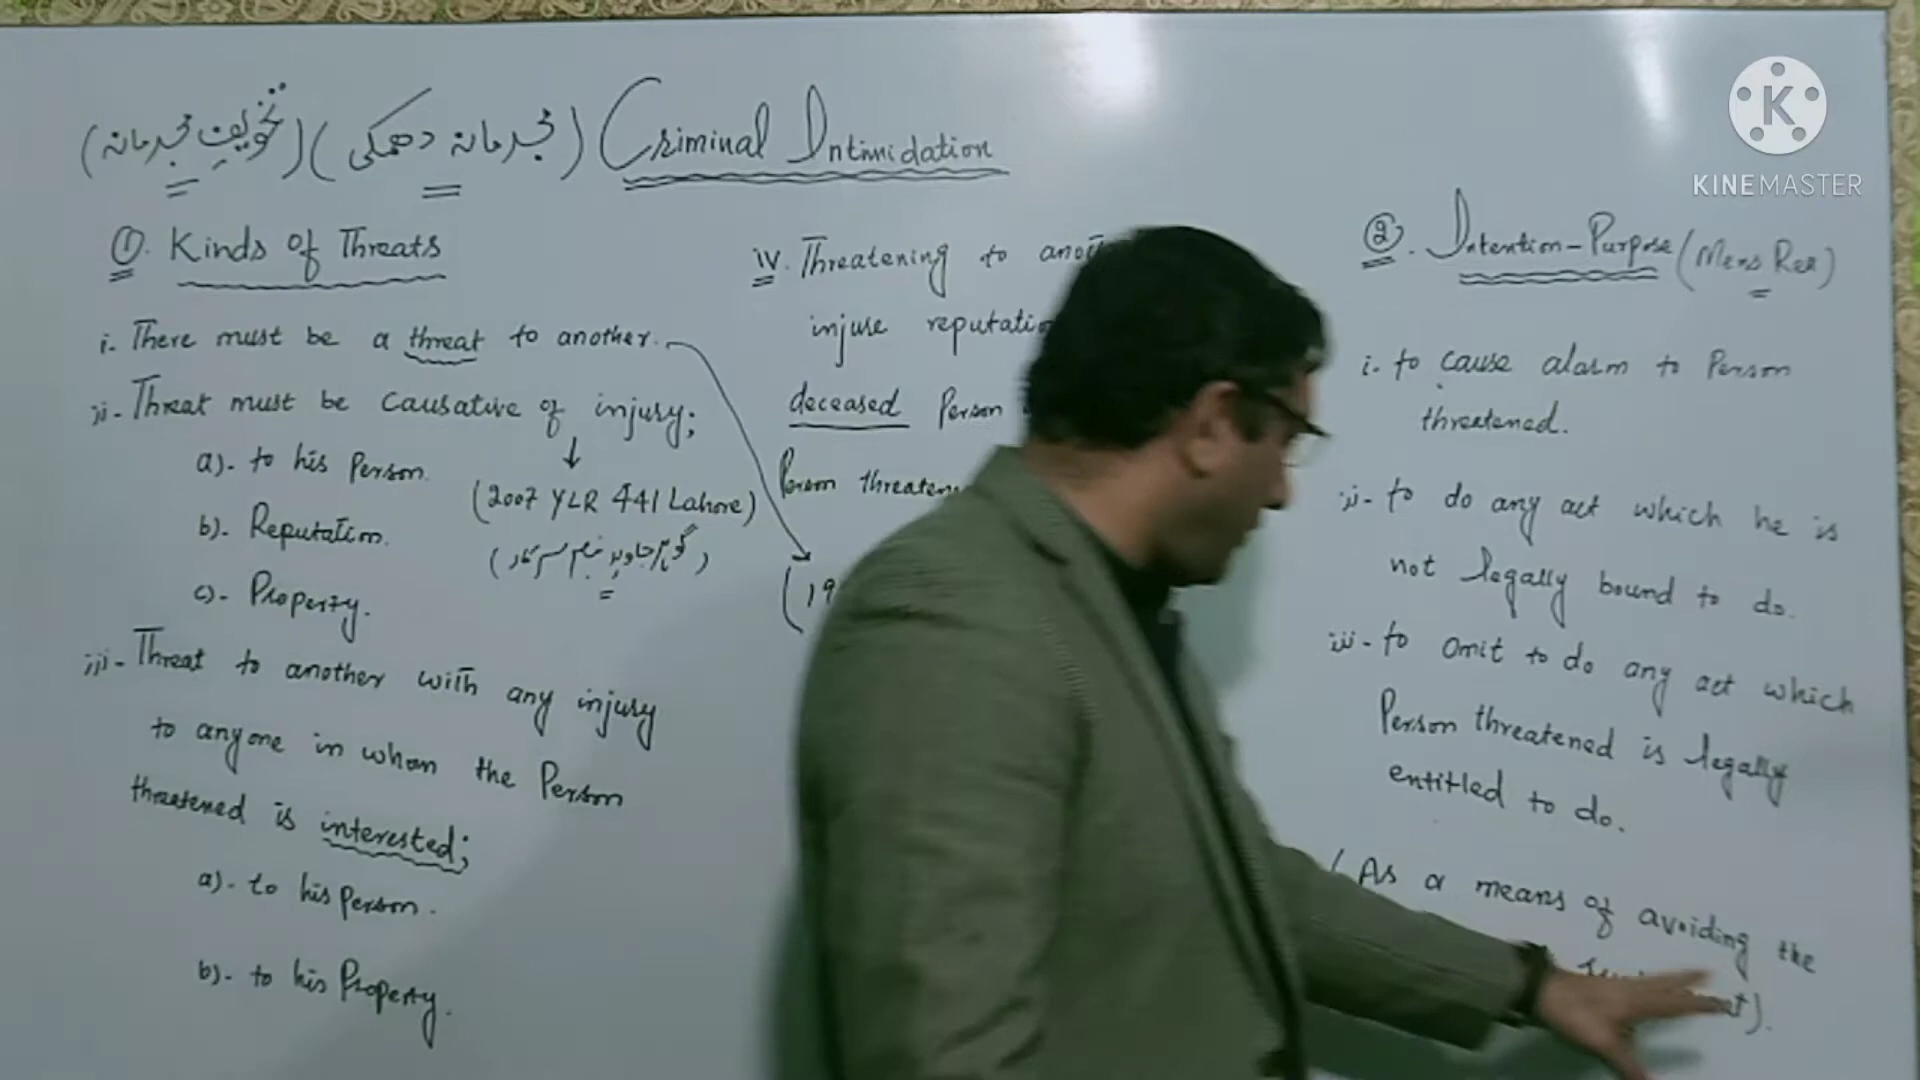 Criminal Intimidation (مجرمانہ دھمکی) (تخویفِ مجرمانہ)
①. Kinds of Threats
i- There must be a threat to another.
ii- Threat must be causative of injury;
a)- to his Person.
(2007 YLR 441 Lahore)
b)- Reputation.
c)- Property.
iii- Threat to another with any injury
to anyone in whom the Person
threatened is interested;
a)- to his Person.
b)- to his Property.
iv. Threatening to
injure
deceased Person
Person
(19
②. Intention-Purpose (Mens Rea)
i- to cause alarm to Person
threatened.
ii- to do any act which he is
not legally bound to do.
iii- to omit to do any act which
Person threatened is legally
entitled to do.
(As a means of avoiding the
KINEMASTER